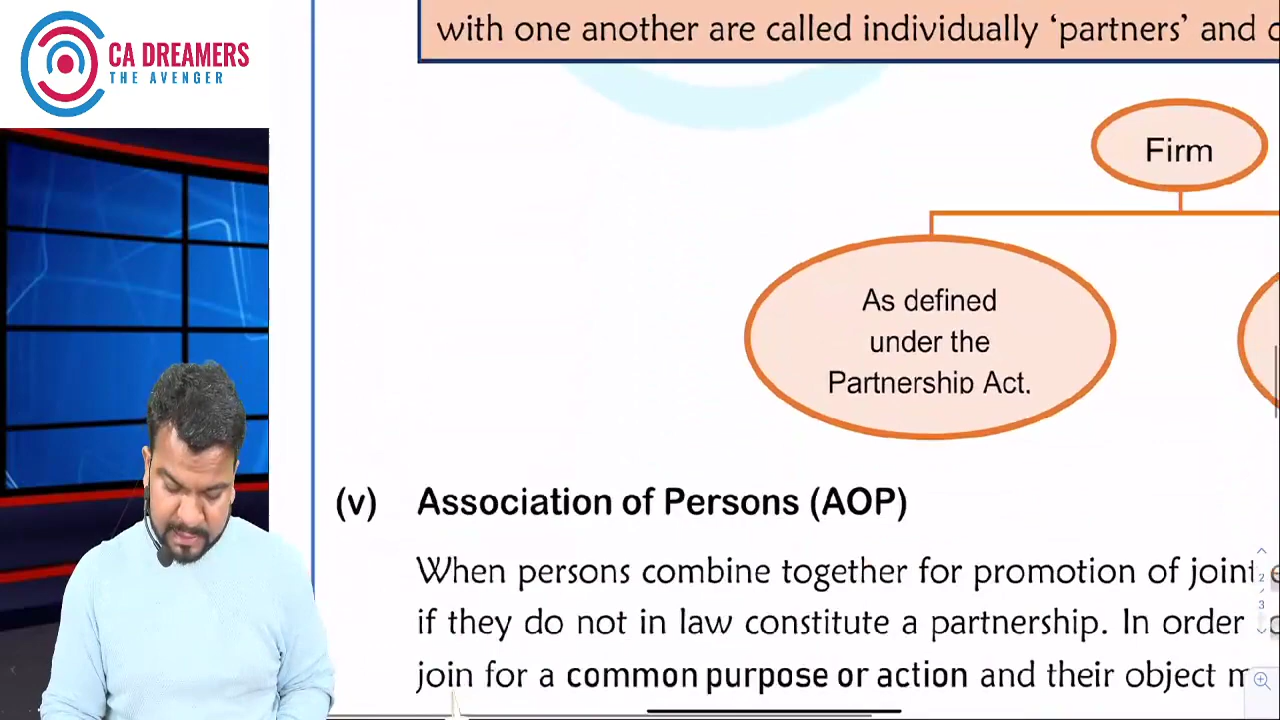 CA DREAMERS
THE AVENGER
with one another are called individually ‘partners’ and
Firm
As defined
under the
Partnership Act.
(v) Association of Persons (AOP)
When persons combine together for promotion of joint
if they do not in law constitute a partnership. In order
join for a common purpose or action and their object
2
3